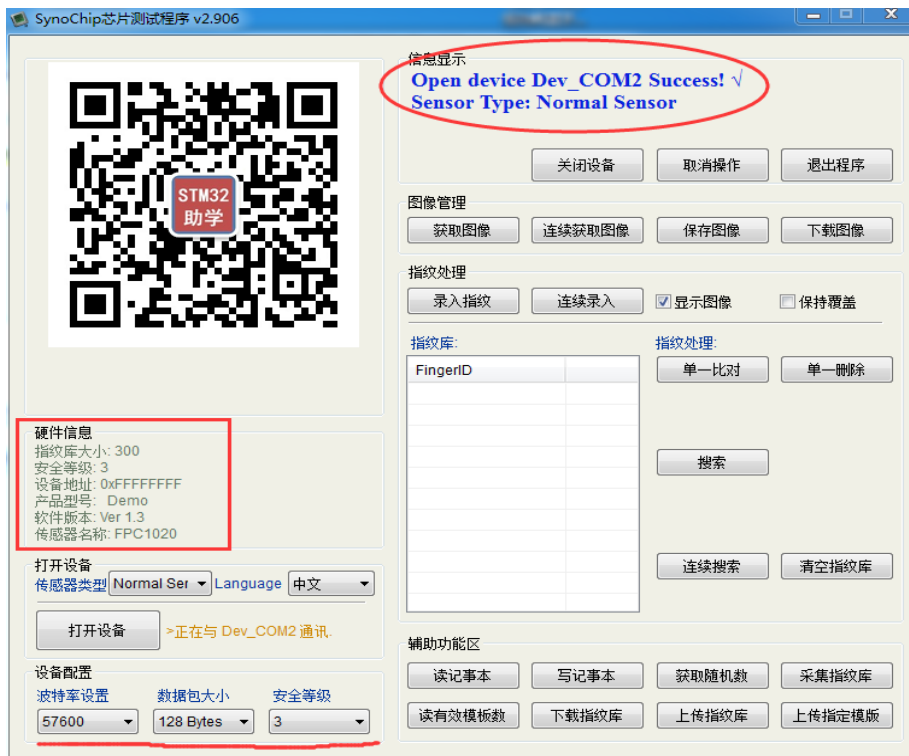 SynoChip芯片测试程序 v2.906
STM32
助学
硬件信息
指纹库大小: 300
安全等级: 3
设备地址: 0xFFFFFFFF
产品型号: Demo
软件版本: Ver 1.3
传感器名称: FPC1020
打开设备
传感器类型 Normal Ser Language 中文
打开设备 >正在与 Dev_COM2 通讯.
设备配置
波特率设置 数据包大小 安全等级
57600 128 Bytes 3
信息显示
Open device Dev_COM2 Success! √
Sensor Type: Normal Sensor
关闭设备 取消操作 退出程序
图像管理
获取图像 连续获取图像 保存图像 下载图像
指纹处理
录入指纹 连续录入 显示图像 保持覆盖
指纹库: 指纹处理:
FingerID 单一比对 单一删除
搜索
连续搜索 清空指纹库
辅助功能区
读记事本 写记事本 获取随机数 采集指纹库
读有效模板数 下载指纹库 上传指纹库 上传指定模版